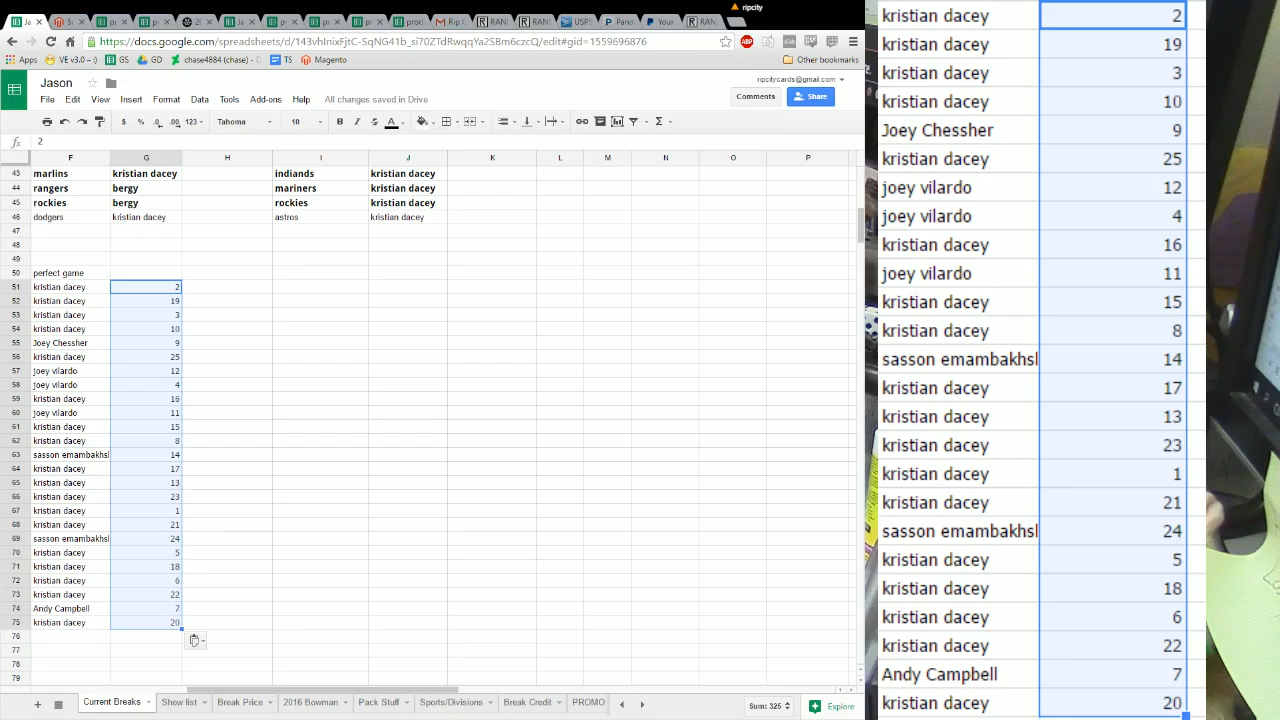 ripcity
https://docs.google.com/spreadsheets/d/143vhInixFjtC-SqNG41b_si70ZTdRwqqYwZSBm6czcQ/edit#gid=1559696876
Apps VE v3.0 GS chase4884 (chase) TS Magento Other bookmarks
Jason
ripcitycards@gmail.com
File Edit View Insert Format Data Tools Add-ons Help All changes saved in Drive Comments Share
$ % .0 .00 123 Tahoma 10 B I S A
fx 2
F G H I J K L M N O P
43 marlins kristian dacey indiands kristian dacey
44 rangers bergy mariners kristian dacey
45 rockies bergy rockies kristian dacey
46 dodgers kristian dacey astros kristian dacey
47
48
49
50 perfect game
51 kristian dacey 2
52 kristian dacey 19
53 kristian dacey 3
54 kristian dacey 10
55 Joey Chessher 9
56 kristian dacey 25
57 joey vilardo 12
58 joey vilardo 4
59 kristian dacey 16
60 joey vilardo 11
61 kristian dacey 15
62 kristian dacey 8
63 sasson emambakhsl 14
64 kristian dacey 17
65 kristian dacey 13
66 kristian dacey 23
67 kristian dacey 1
68 kristian dacey 21
69 sasson emambakhsl 24
70 kristian dacey 5
71 kristian dacey 18
72 kristian dacey 6
73 kristian dacey 22
74 Andy Campbell 7
75 kristian dacey 20
76
77
78
79
Current Breaks Show list Break Price 2016 Bowman Pack Stuff Sports/Divisions Break Credit PROMO Sum: 325 Explore
kristian dacey 2
kristian dacey 19
kristian dacey 3
kristian dacey 10
Joey Chessher 9
kristian dacey 25
joey vilardo 12
joey vilardo 4
kristian dacey 16
joey vilardo 11
kristian dacey 15
kristian dacey 8
sasson emambakhsl 14
kristian dacey 17
kristian dacey 13
kristian dacey 23
kristian dacey 1
kristian dacey 21
sasson emambakhsl 24
kristian dacey 5
kristian dacey 18
kristian dacey 6
kristian dacey 22
Andy Campbell 7
kristian dacey 20